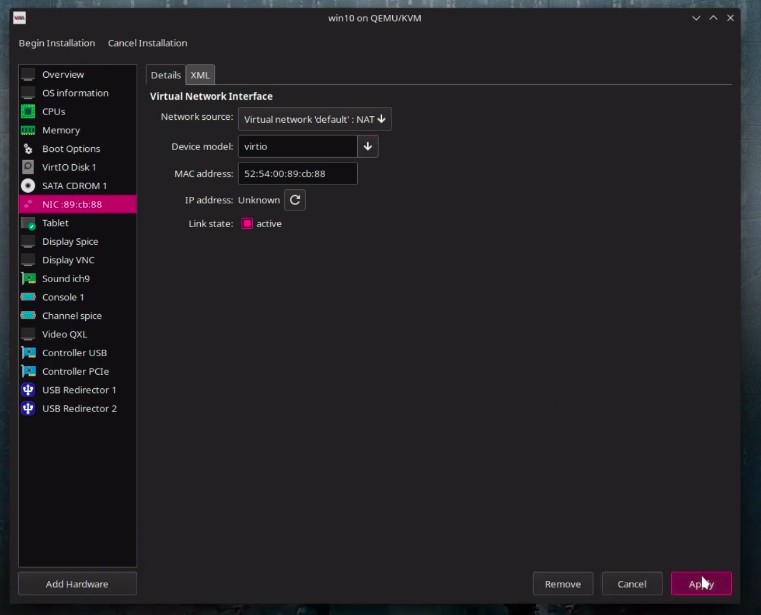 win10 on QEMU/KVM
Begin Installation Cancel Installation
Overview
OS information
CPUs
Memory
Boot Options
VirtIO Disk 1
SATA CDROM 1
NIC :89:cb:88
Tablet
Display Spice
Display VNC
Sound ich9
Console 1
Channel spice
Video QXL
Controller USB
Controller PCIe
USB Redirector 1
USB Redirector 2
Add Hardware
Details XML
Virtual Network Interface
Network source: Virtual network 'default' : NAT
Device model: virtio
MAC address: 52:54:00:89:cb:88
IP address: Unknown
Link state: active
Remove Cancel Apply